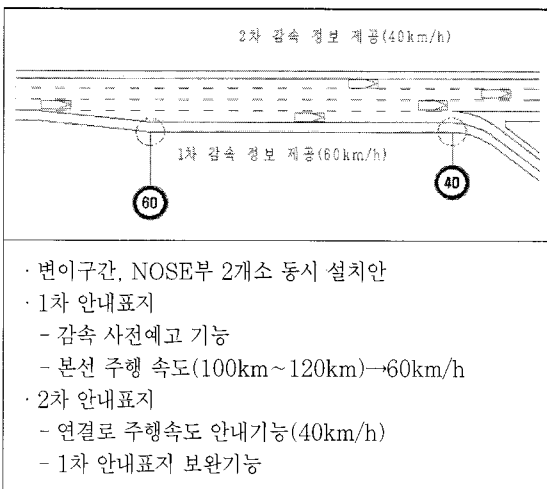 2차 감속 정보 제공(40km/h)
1차 감속 정보 제공(60km/h)
60
40
· 변이구간, NOSE부 2개소 동시 설치안
· 1차 안내표지
- 감속 사전예고 기능
- 본선 주행 속도(100km~120km)→60km/h
· 2차 안내표지
- 연결로 주행속도 안내기능(40km/h)
- 1차 안내표지 보완기능